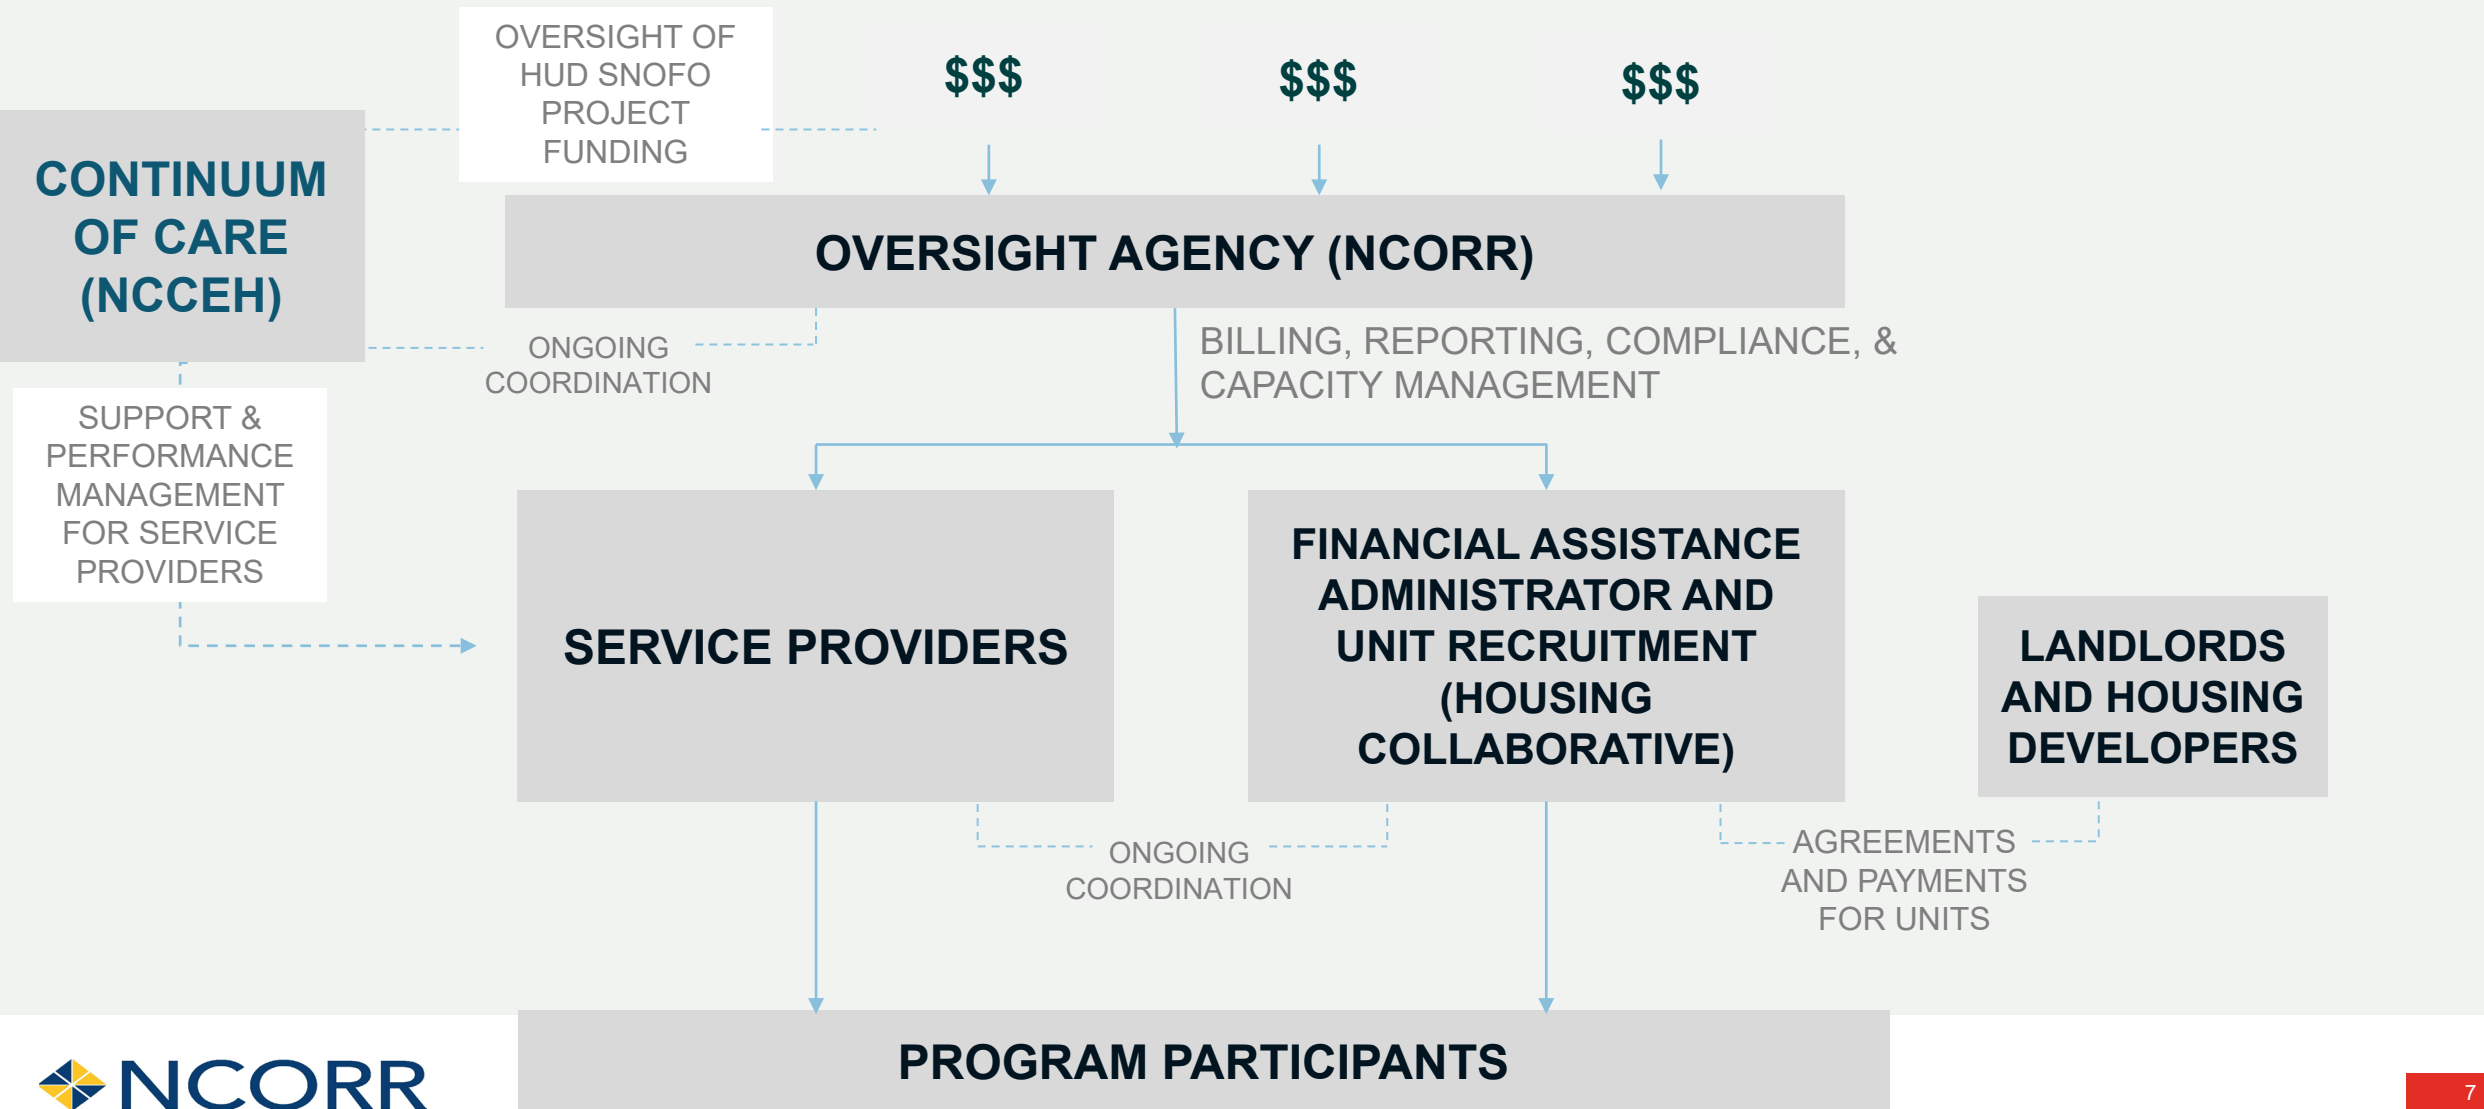 OVERSIGHT OF
HUD SNOFO
PROJECT
FUNDING
$$$
$$$
$$$
CONTINUUM
OF CARE
(NCCEH)
OVERSIGHT AGENCY (NCORR)
ONGOING
COORDINATION
BILLING, REPORTING, COMPLIANCE, &
CAPACITY MANAGEMENT
SUPPORT &
PERFORMANCE
MANAGEMENT
FOR SERVICE
PROVIDERS
SERVICE PROVIDERS
FINANCIAL ASSISTANCE
ADMINISTRATOR AND
UNIT RECRUITMENT
(HOUSING
COLLABORATIVE)
LANDLORDS
AND HOUSING
DEVELOPERS
ONGOING
COORDINATION
AGREEMENTS
AND PAYMENTS
FOR UNITS
PROGRAM PARTICIPANTS
NCORR
7